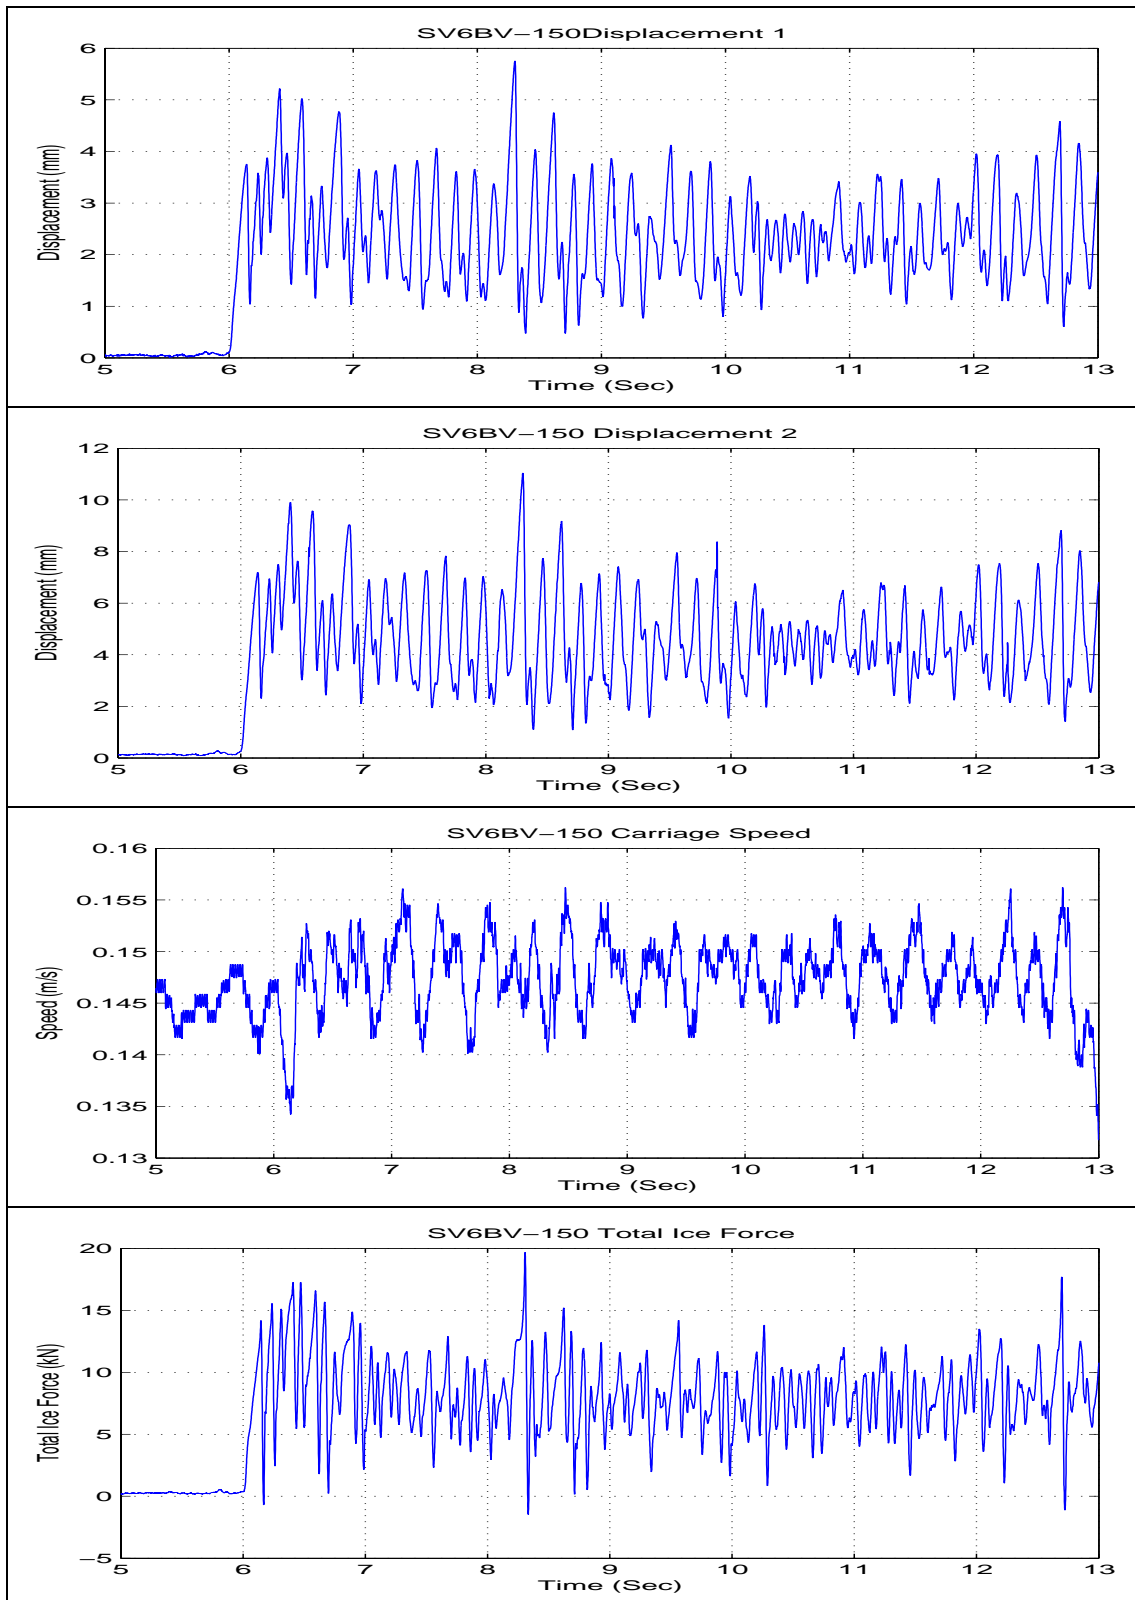 SV6BV−150Displacement 1
6
5
4
3
2
1
0
Displacement (mm)
5 6 7 8 9 10 11 12 13
Time (Sec)
SV6BV−150 Displacement 2
12
10
8
6
4
2
0
Displacement (mm)
5 6 7 8 9 10 11 12 13
Time (Sec)
SV6BV−150 Carriage Speed
0.16
0.155
0.15
0.145
0.14
0.135
0.13
Speed (m/s)
5 6 7 8 9 10 11 12 13
Time (Sec)
SV6BV−150 Total Ice Force
20
15
10
5
0
−5
Total Ice Force (kN)
5 6 7 8 9 10 11 12 13
Time (Sec)